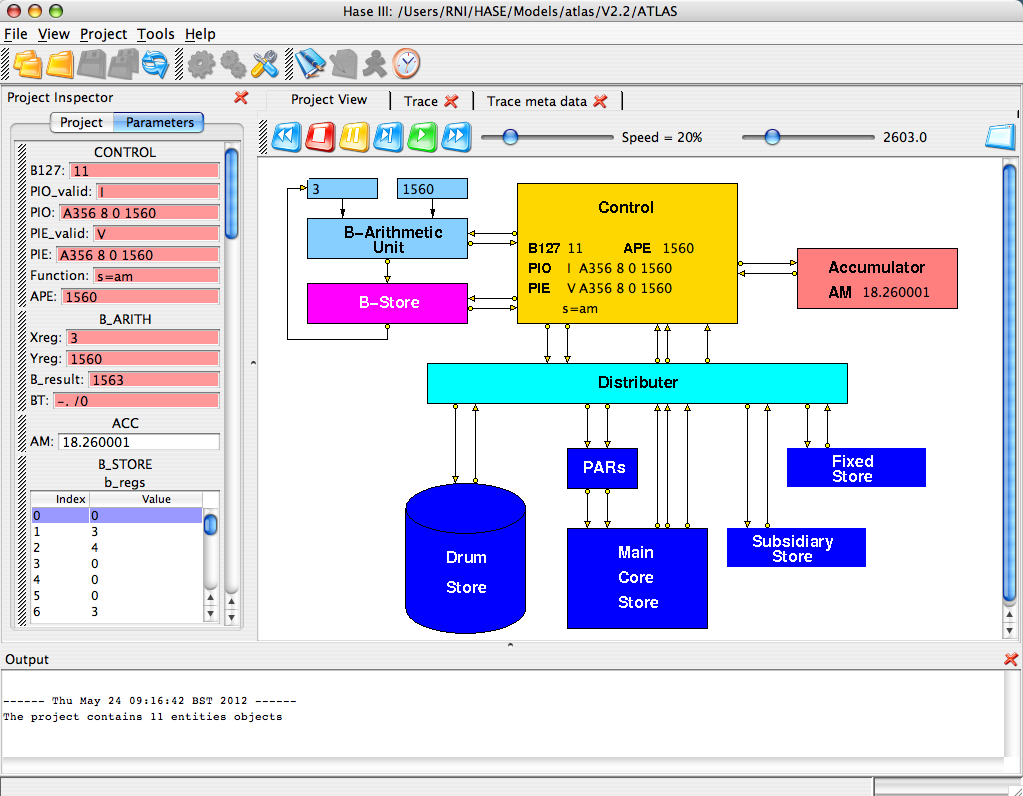 Hase III: /Users/RNI/HASE/Models/atlas/V2.2/ATLAS
File View Project Tools Help
Project Inspector
Project Parameters
CONTROL
B127: 11
PIO_valid: I
PIO: A356 8 0 1560
PIE_valid: V
PIE: A356 8 0 1560
Function: s=am
APE: 1560
B_ARITH
Xreg: 3
Yreg: 1560
B_result: 1563
BT: -. /0
ACC
AM: 18.260001
B_STORE
b_regs
Index Value
0 0
1 3
2 4
3 0
4 0
5 0
6 3
Project View Trace Trace meta data
Speed = 20% 2603.0
3 1560
B-Arithmetic
Unit
B-Store
Control
B127 11 APE 1560
PIO I A356 8 0 1560
PIE V A356 8 0 1560
s=am
Accumulator
AM 18.260001
Distributer
PARs
Fixed
Store
Drum
Store
Main
Core
Store
Subsidiary
Store
Output
------ Thu May 24 09:16:42 BST 2012 ------
The project contains 11 entities objects